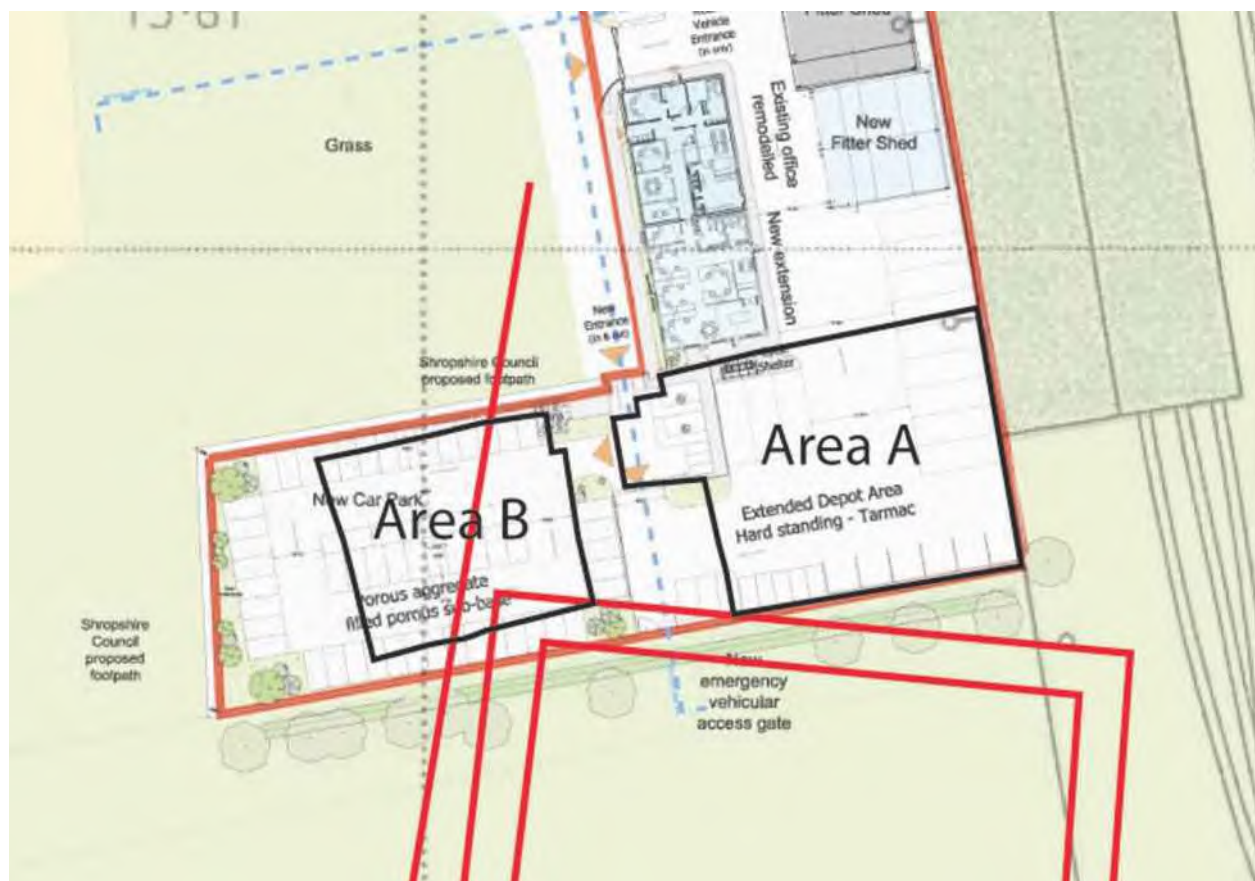 Fitter Shed
Vehicle
Entrance
(in only)
Existing office
remodelled
New
Fitter Shed
Grass
New extension
New
Entrance
(in & out)
Shropshire Council
proposed footpath
Shelter
Area A
Extended Depot Area
Hard standing - Tarmac
New Car Park
Area B
Porous aggregate
filled porous sub-base
Shropshire
Council
proposed
footpath
New
emergency
vehicular
access gate